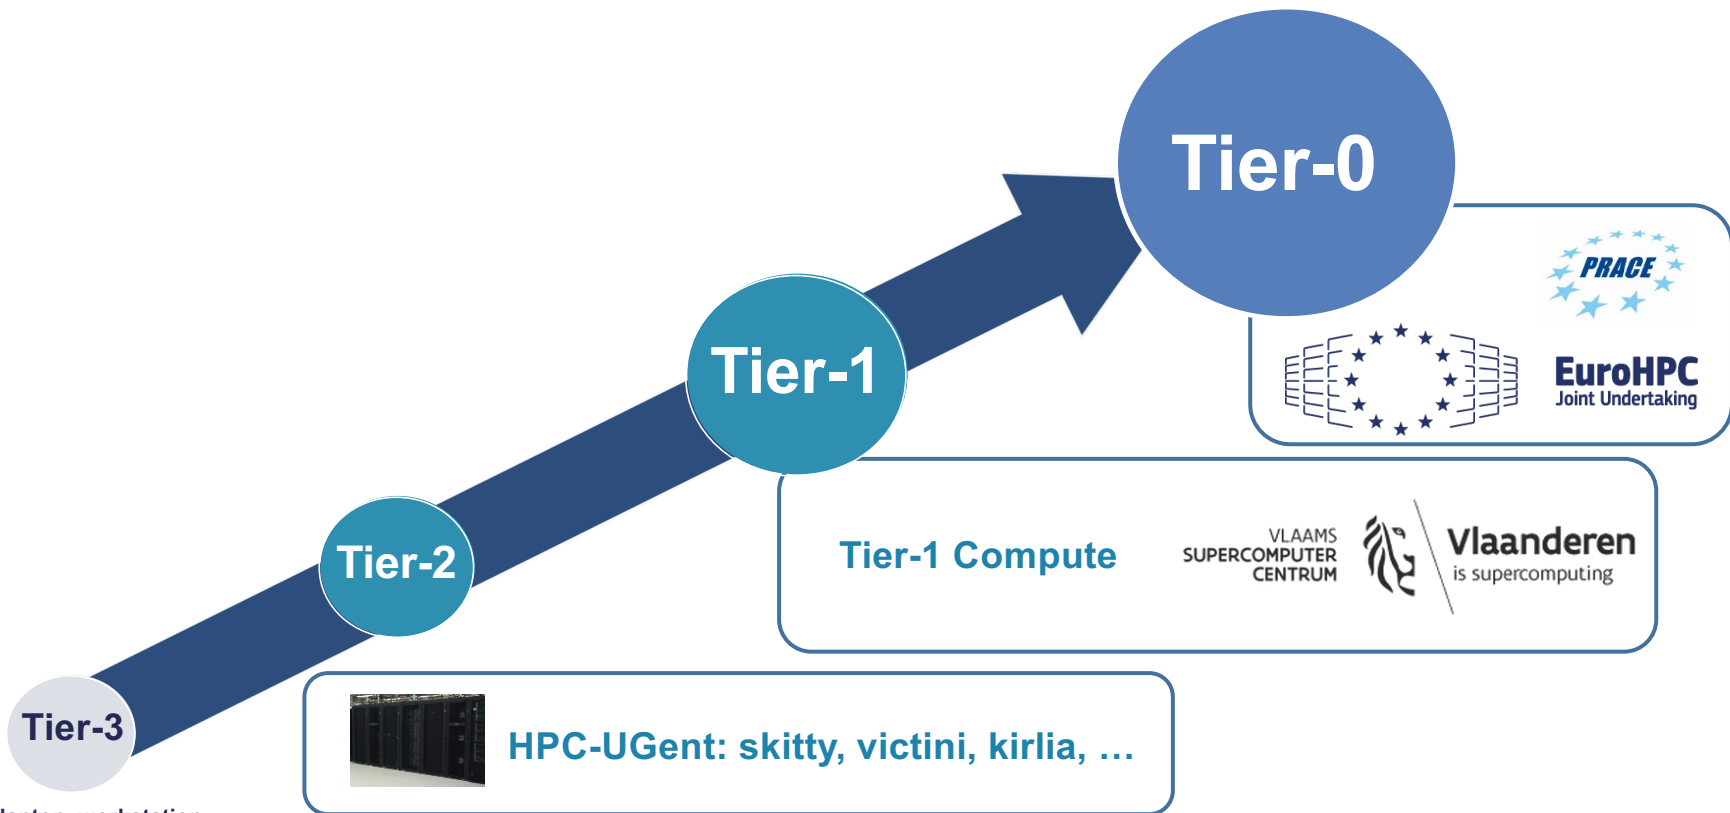 Tier-0
PRACE
EuroHPC
Joint Undertaking
Tier-1
Tier-1 Compute
VLAAMS
SUPERCOMPUTER
CENTRUM
Vlaanderen
is supercomputing
Tier-2
HPC-UGent: skitty, victini, kirlia, …
Tier-3